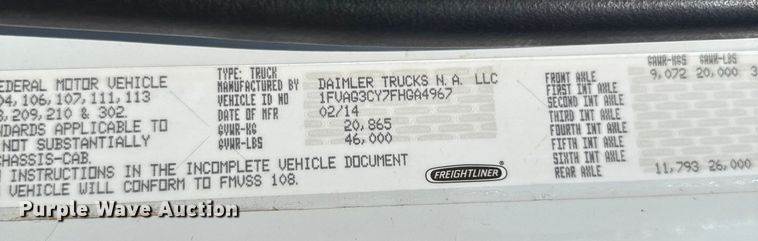 FEDERAL MOTOR VEHICLE
04, 106, 107, 111, 113
, 209, 210 & 302.
NDARDS APPLICABLE TO
NOT SUBSTANTIALLY
CHASSIS-CAB.
INSTRUCTIONS IN THE INCOMPLETE VEHICLE DOCUMENT
VEHICLE WILL CONFORM TO FMVSS 108.
TYPE: TRUCK
MANUFACTURED BY DAIMLER TRUCKS N.A. LLC
VEHICLE ID NO 1FVAG3CY7FHGA4967
DATE OF MFR 02/14
GVWR-KG 20,865
GVWR-LBS 46,000
FREIGHTLINER
GAWR-KGS GAWR-LBS
FRONT AXLE 9,072 20,000 3
FIRST INT AXLE
SECOND INT AXLE
THIRD INT AXLE
FOURTH INT AXLE
FIFTH INT AXLE
SIXTH INT AXLE
REAR AXLE 11,793 26,000
Purple Wave Auction